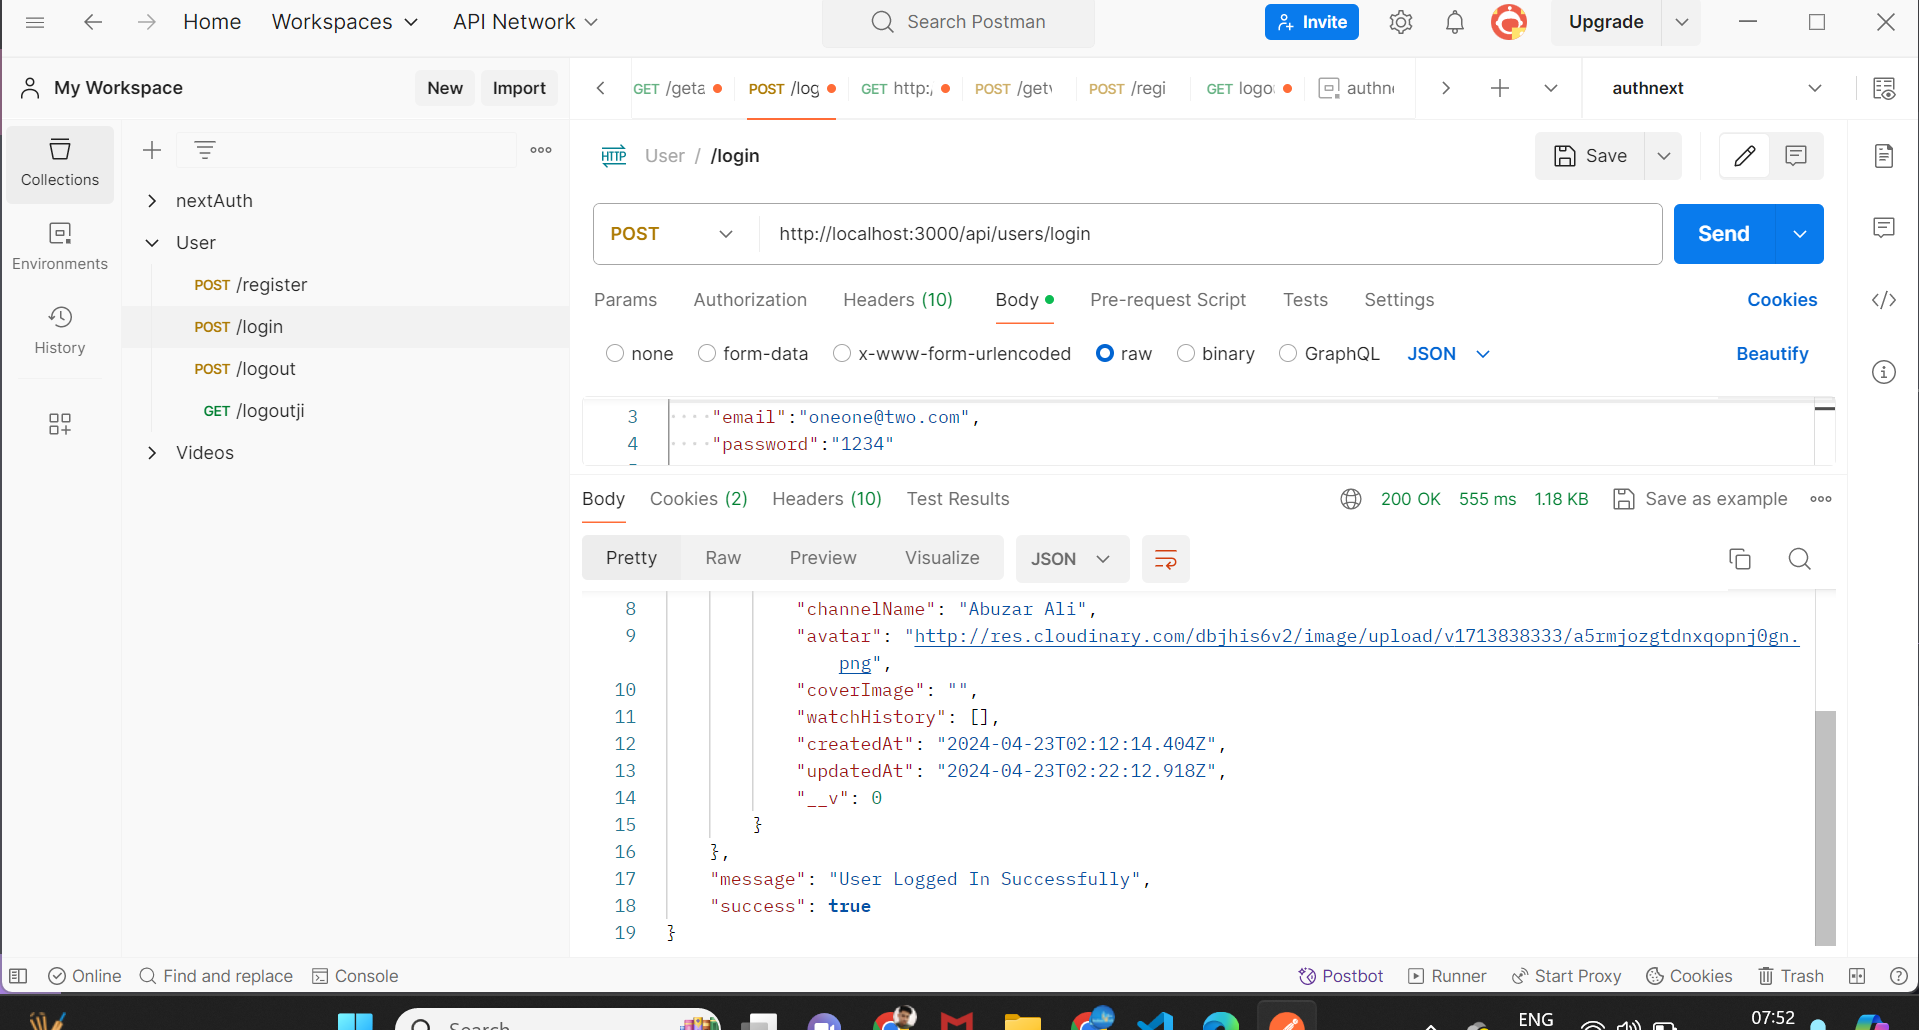 Home Workspaces API Network Search Postman Invite Upgrade
My Workspace New Import GET /geta POST /log GET http:/ POST /get POST /regi GET logo authn authnext
Collections
Environments
History
nextAuth
User
POST /register
POST /login
POST /logout
GET /logoutji
Videos
HTTP User / /login Save
POST http://localhost:3000/api/users/login Send
Params Authorization Headers (10) Body Pre-request Script Tests Settings Cookies
none form-data x-www-form-urlencoded raw binary GraphQL JSON Beautify
3 "email":"oneone@two.com",
4 "password":"1234"
Body Cookies (2) Headers (10) Test Results 200 OK 555 ms 1.18 KB Save as example
Pretty Raw Preview Visualize JSON
8 "channelName": "Abuzar Ali",
9 "avatar": "http://res.cloudinary.com/dbjhis6v2/image/upload/v1713838333/a5rmjozgtdnxqopnj0gn.
png",
10 "coverImage": "",
11 "watchHistory": [],
12 "createdAt": "2024-04-23T02:12:14.404Z",
13 "updatedAt": "2024-04-23T02:22:12.918Z",
14 "__v": 0
15 }
16 },
17 "message": "User Logged In Successfully",
18 "success": true
19 }
Online Find and replace Console Postbot Runner Start Proxy Cookies Trash
Search ENG 07:52